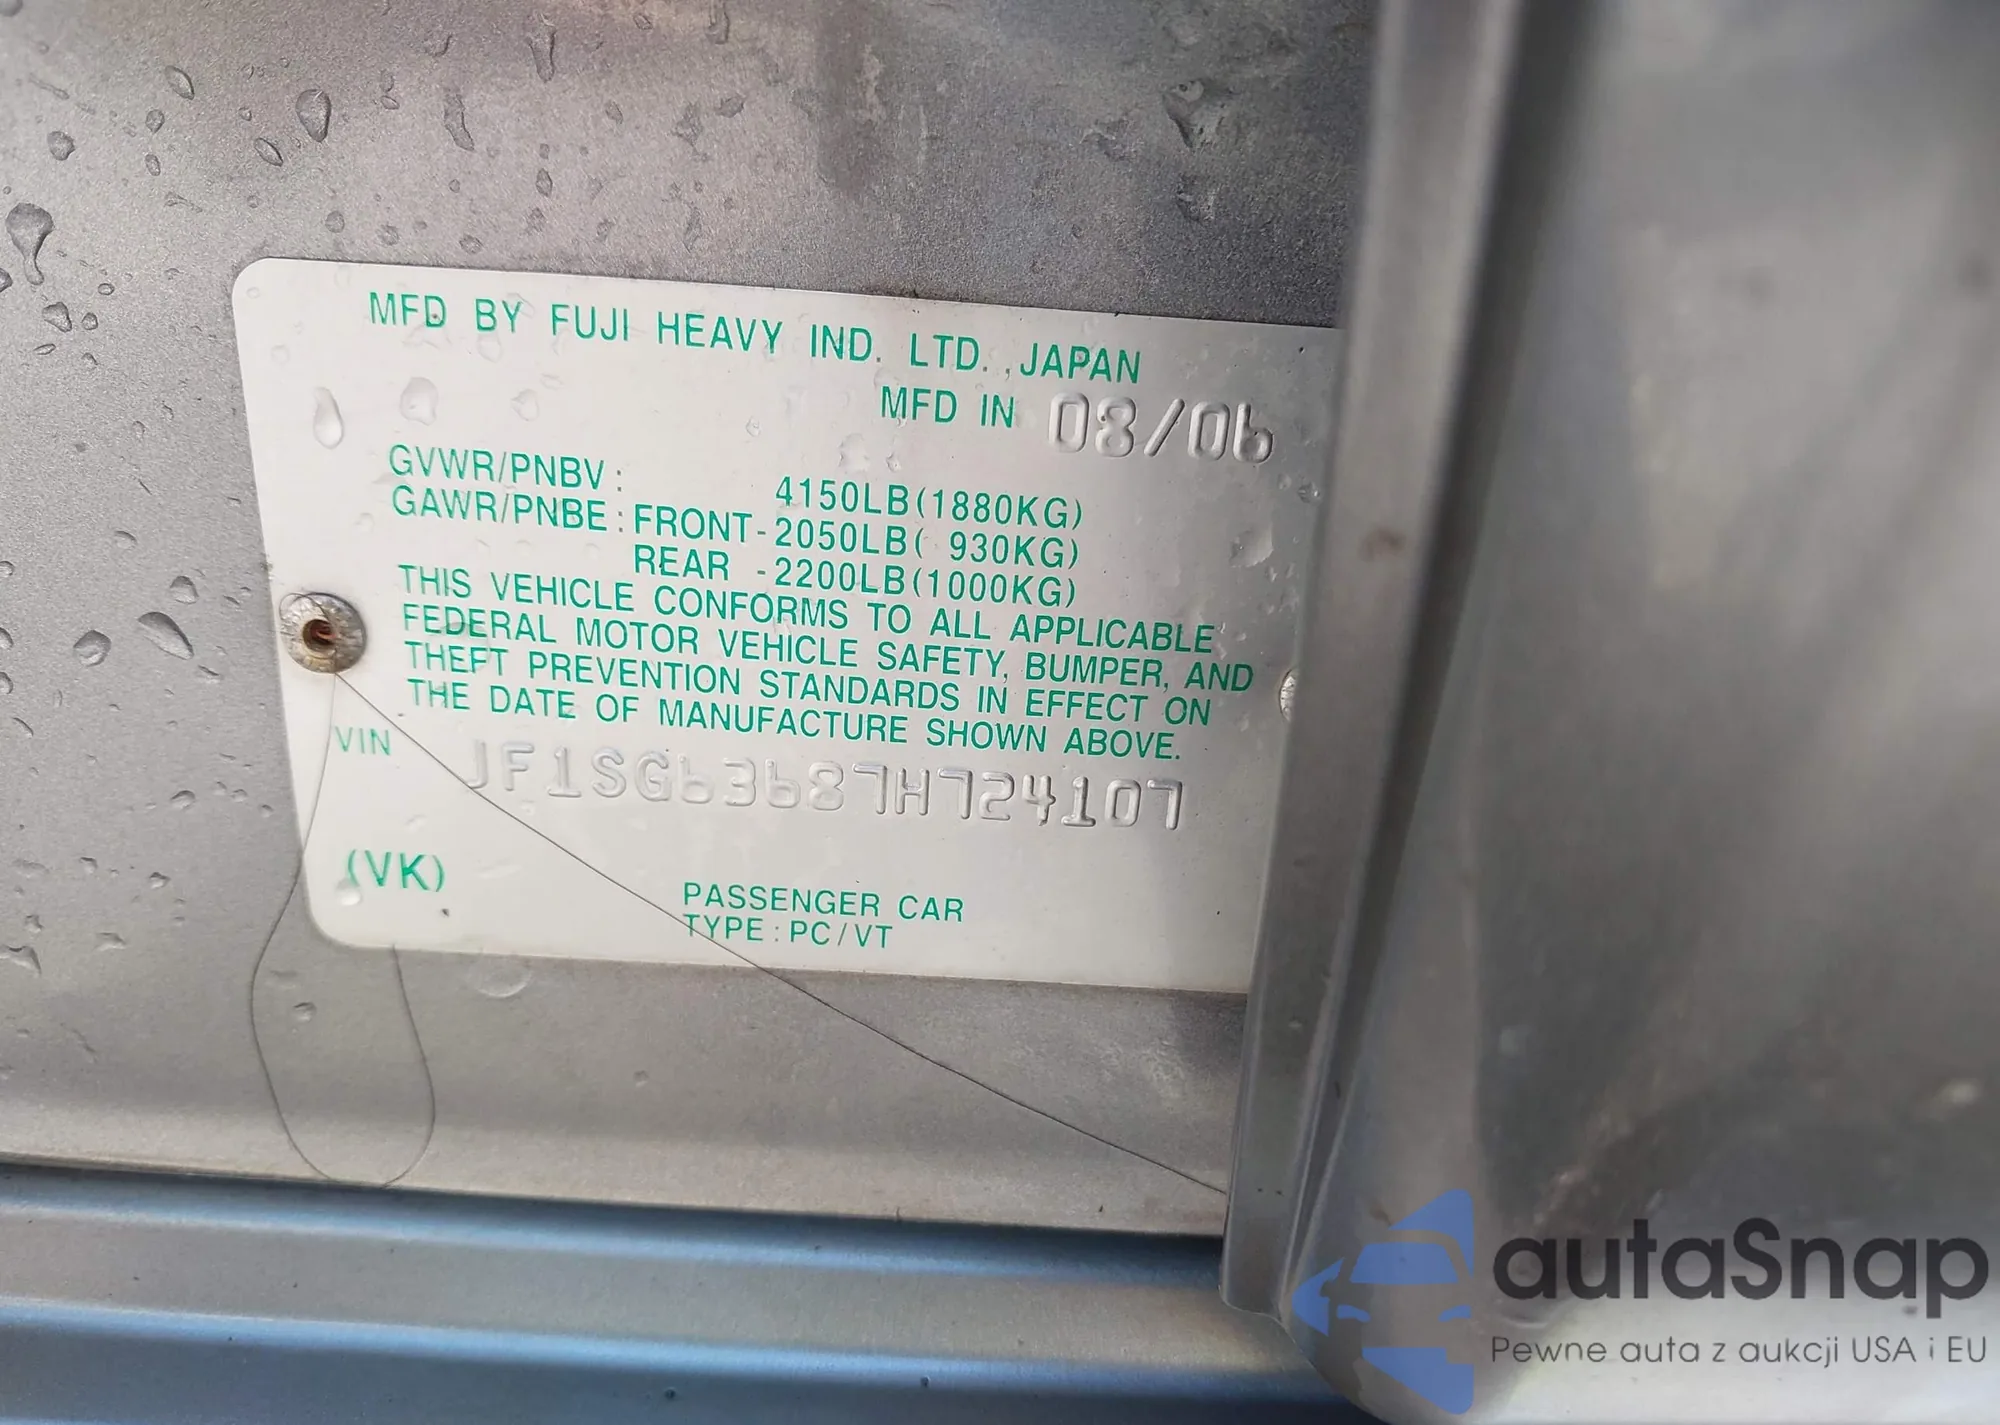 MFD BY FUJI HEAVY IND. LTD., JAPAN
MFD IN 08/06
GVWR/PNBV: 4150LB(1880KG)
GAWR/PNBE: FRONT-2050LB( 930KG)
REAR -2200LB(1000KG)
THIS VEHICLE CONFORMS TO ALL APPLICABLE
FEDERAL MOTOR VEHICLE SAFETY, BUMPER, AND
THEFT PREVENTION STANDARDS IN EFFECT ON
THE DATE OF MANUFACTURE SHOWN ABOVE.
VIN JF1SG63687H724107
(VK)
PASSENGER CAR
TYPE: PC/VT
autaSnap
Pewne auta z aukcji USA i EU